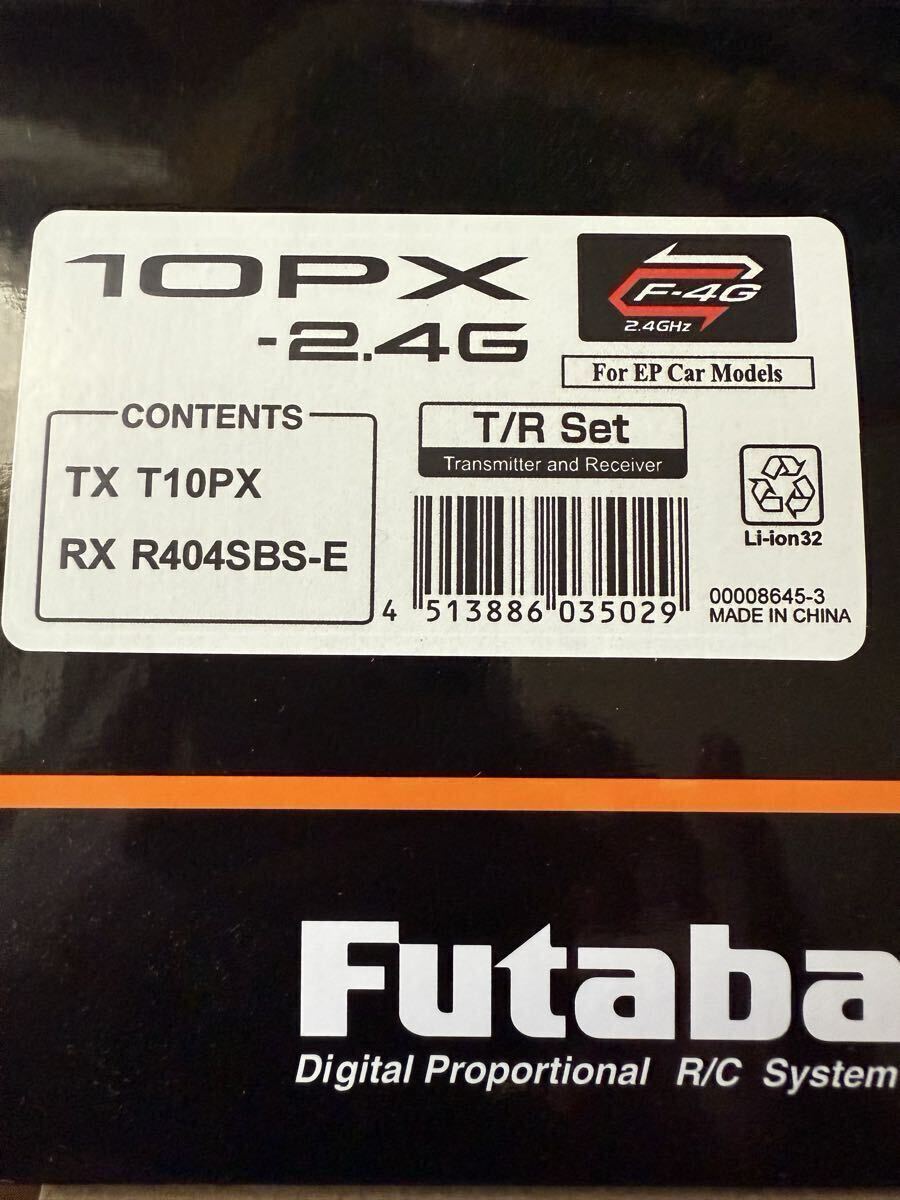 10PX
-2.4G
F-4G
2.4GHz
For EP Car Models
CONTENTS
TX T10PX
RX R404SBS-E
T/R Set
Transmitter and Receiver
4 513886 035029
Li-ion32
00008645-3
MADE IN CHINA
Futaba
Digital Proportional R/C System